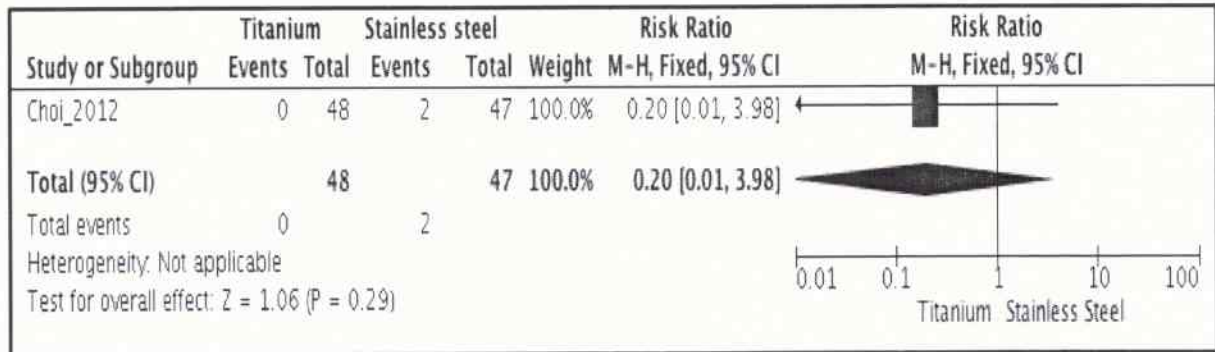 Titanium Stainless steel Risk Ratio Risk Ratio
Study or Subgroup Events Total Events Total Weight M-H, Fixed, 95% CI M-H, Fixed, 95% CI
Choi_2012 0 48 2 47 100.0% 0.20 [0.01, 3.98]
Total (95% CI) 48 47 100.0% 0.20 [0.01, 3.98]
Total events 0 2
Heterogeneity: Not applicable
Test for overall effect: Z = 1.06 (P = 0.29)
0.01 0.1 1 10 100
Titanium Stainless Steel